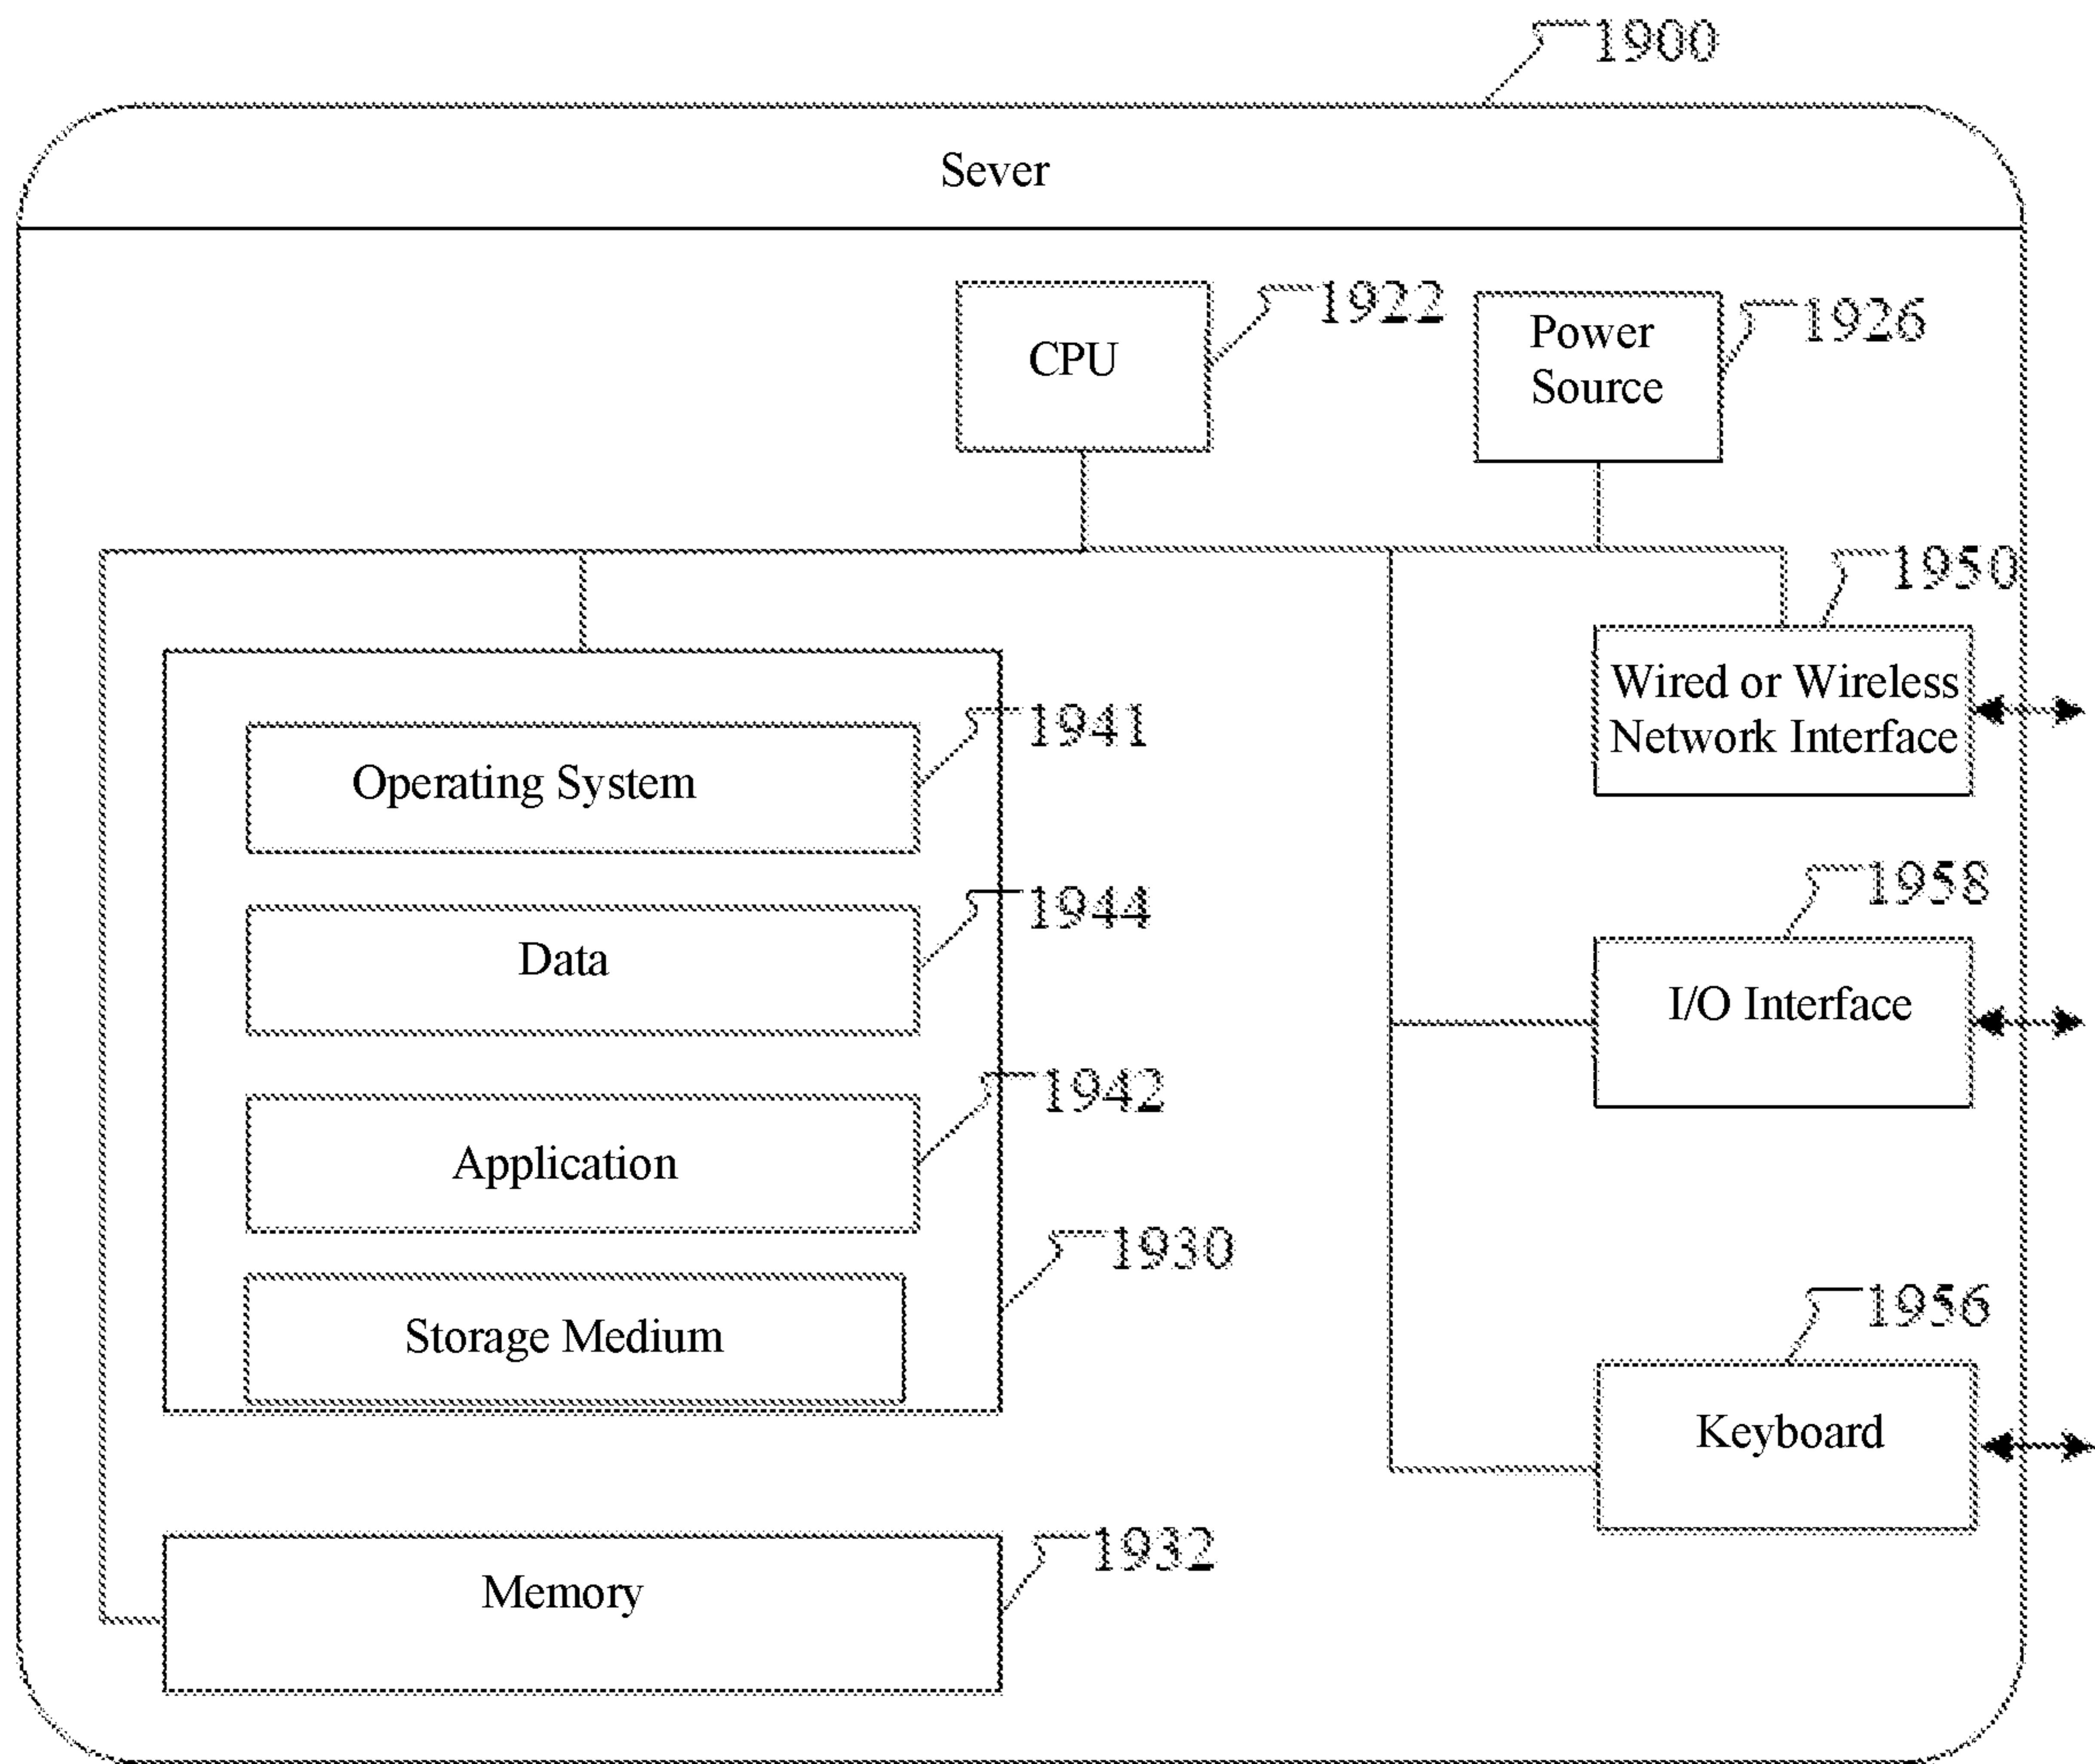 1900
Sever
CPU
1922
Power
Source
1926
1950
Wired or Wireless
Network Interface
1941
Operating System
1944
Data
1958
I/O Interface
1942
Application
1930
Storage Medium
1956
Keyboard
1932
Memory